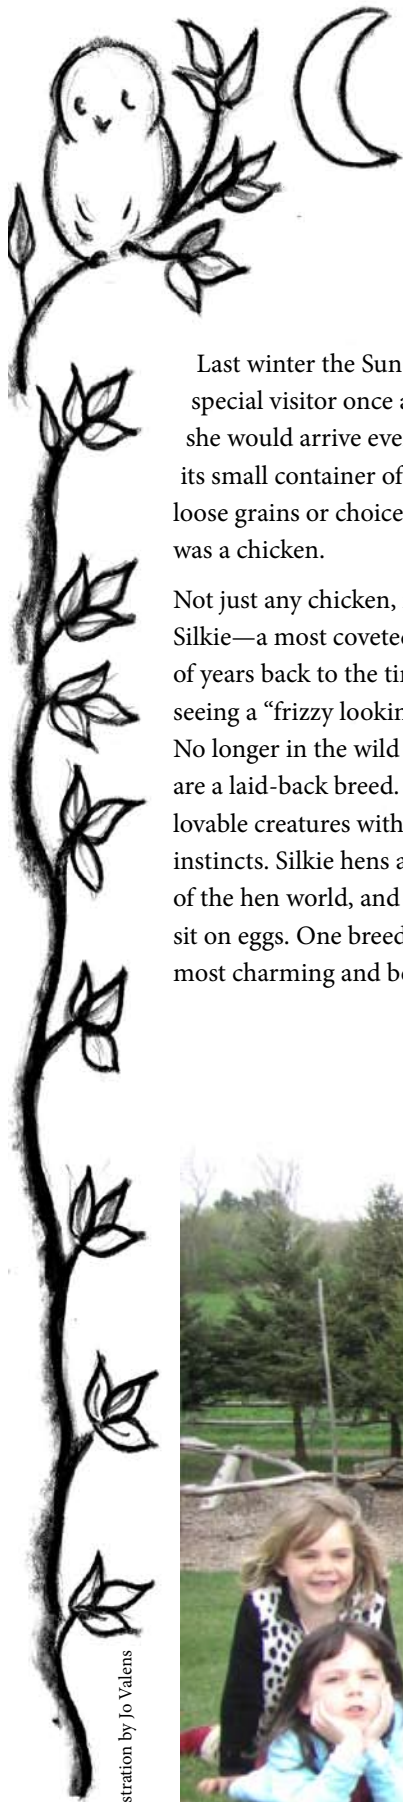 Last winter the Sun
special visitor once a
she would arrive eve
its small container of
loose grains or choice
was a chicken.
Not just any chicken,
Silkie—a most coveted
of years back to the tim
seeing a “frizzy lookin
No longer in the wild
are a laid-back breed.
lovable creatures with
instincts. Silkie hens a
of the hen world, and
sit on eggs. One breed
most charming and be
stration by Jo Valens